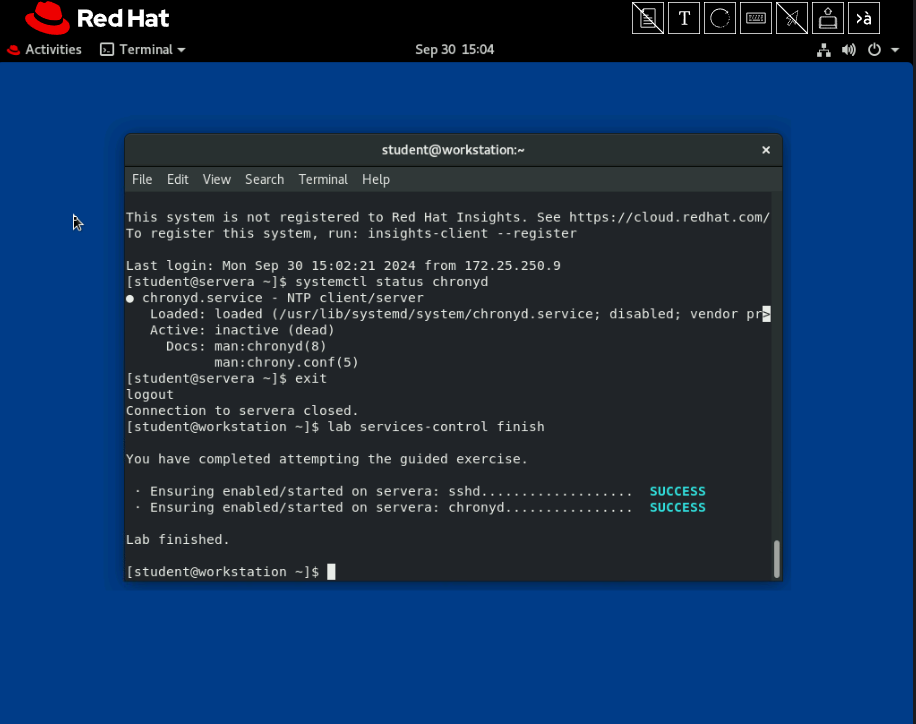 Red Hat
T
›à
Activities Terminal Sep 30 15:04
student@workstation:~ ×
File Edit View Search Terminal Help
This system is not registered to Red Hat Insights. See https://cloud.redhat.com/
To register this system, run: insights-client --register
Last login: Mon Sep 30 15:02:21 2024 from 172.25.250.9
[student@servera ~]$ systemctl status chronyd
● chronyd.service - NTP client/server
Loaded: loaded (/usr/lib/systemd/system/chronyd.service; disabled; vendor pr>
Active: inactive (dead)
Docs: man:chronyd(8)
man:chrony.conf(5)
[student@servera ~]$ exit
logout
Connection to servera closed.
[student@workstation ~]$ lab services-control finish
You have completed attempting the guided exercise.
· Ensuring enabled/started on servera: sshd................... SUCCESS
· Ensuring enabled/started on servera: chronyd................ SUCCESS
Lab finished.
[student@workstation ~]$